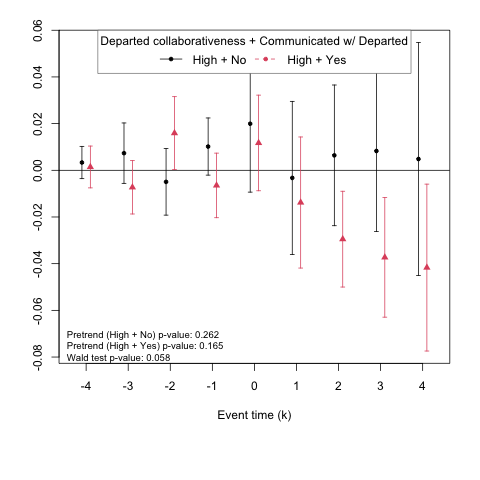 Departed collaborativeness + Communicated w/ Departed
High + No High + Yes
0.06
0.04
0.02
0.00
-0.02
-0.04
-0.06
-0.08
Pretrend (High + No) p-value: 0.262
Pretrend (High + Yes) p-value: 0.165
Wald test p-value: 0.058
-4 -3 -2 -1 0 1 2 3 4
Event time (k)